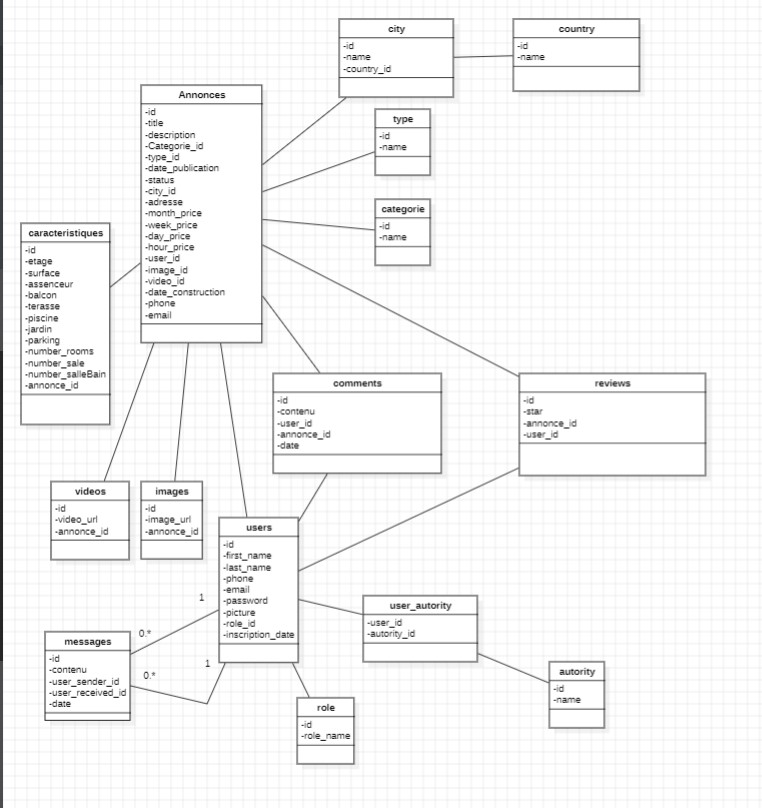 city
-id
-name
-country_id
country
-id
-name
Annonces
-id
-title
-description
-Categorie_id
-type_id
-date_publication
-status
-city_id
-adresse
-month_price
-week_price
-day_price
-hour_price
-user_id
-image_id
-video_id
-date_construction
-phone
-email
type
-id
-name
categorie
-id
-name
caracteristiques
-id
-etage
-surface
-assenceur
-balcon
-terasse
-piscine
-jardin
-parking
-number_rooms
-number_sale
-number_salleBain
-annonce_id
comments
-id
-contenu
-user_id
-annonce_id
-date
reviews
-id
-star
-annonce_id
-user_id
videos
-id
-video_url
-annonce_id
images
-id
-image_url
-annonce_id
users
-id
-first_name
-last_name
-phone
-email
-password
-picture
-role_id
-inscription_date
1
0.*
1
0.*
messages
-id
-contenu
-user_sender_id
-user_received_id
-date
user_autority
-user_id
-autority_id
autority
-id
-name
role
-id
-role_name